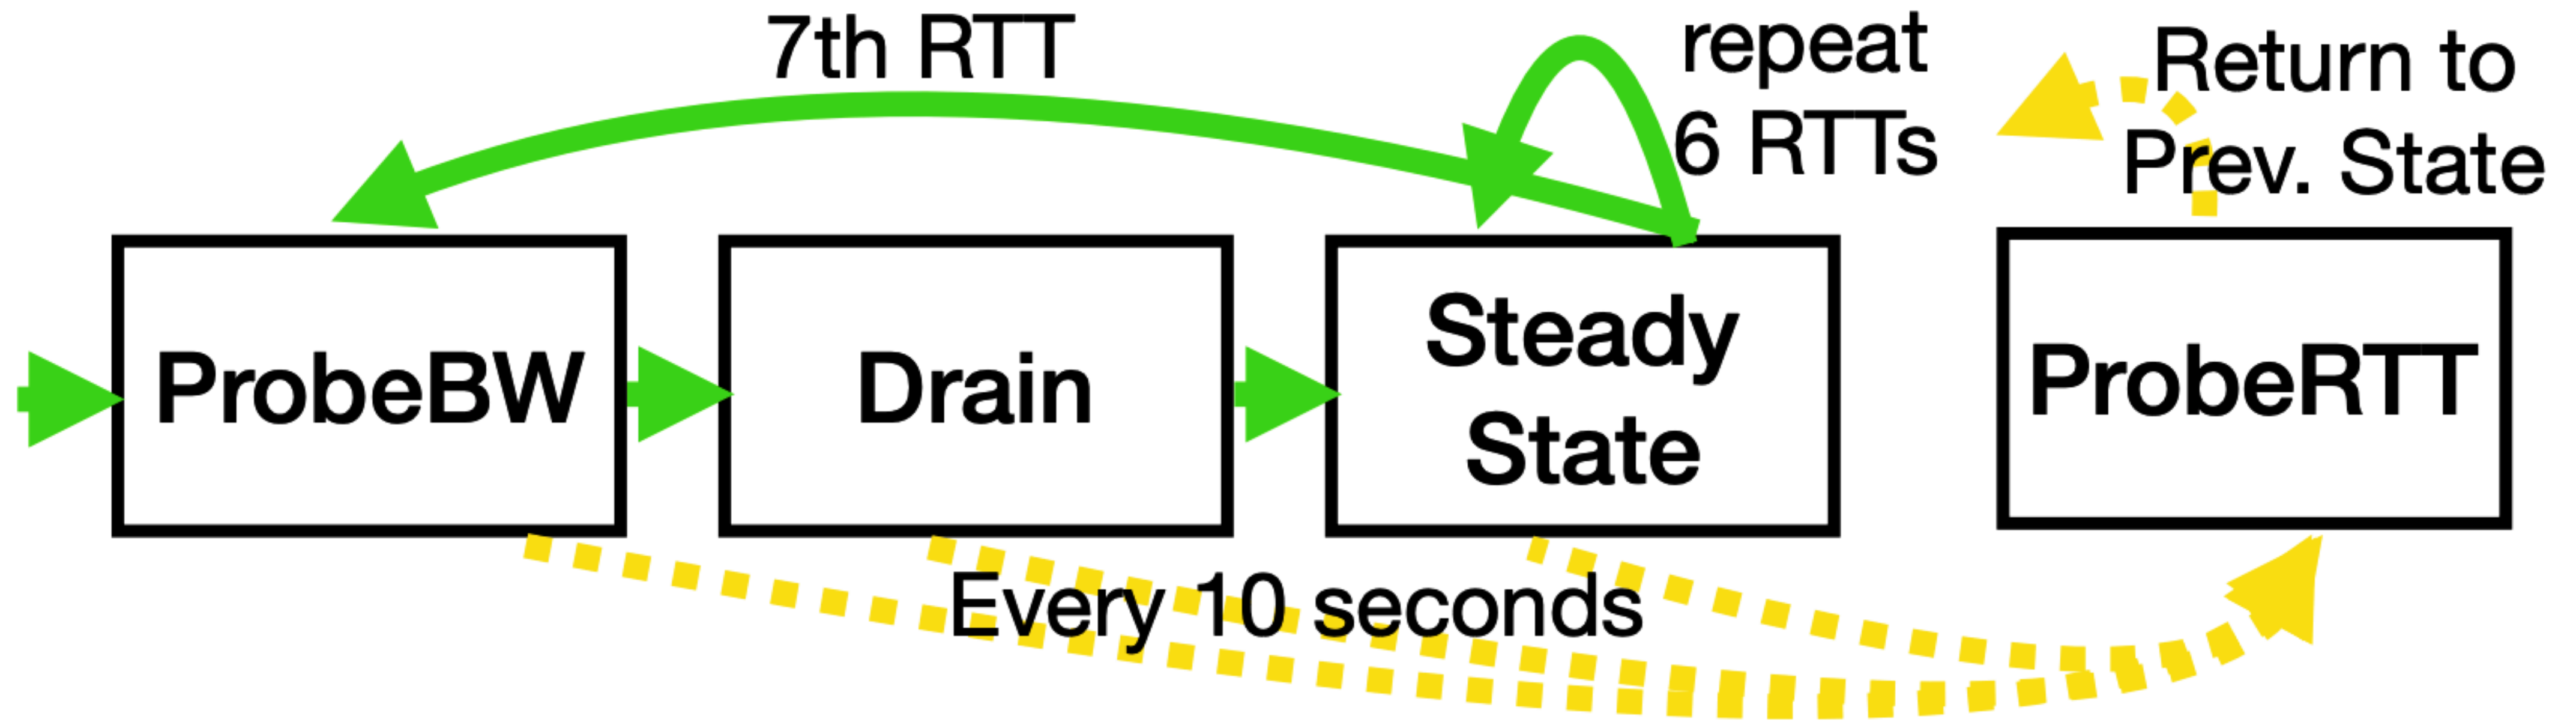 7th RTT
repeat
6 RTTs
Return to
Prev. State
ProbeBW
Drain
Steady
State
ProbeRTT
Every 10 seconds